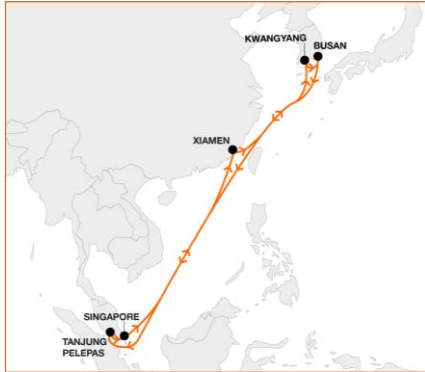 KWANGYANG
BUSAN
XIAMEN
SINGAPORE
TANJUNG
PELEPAS